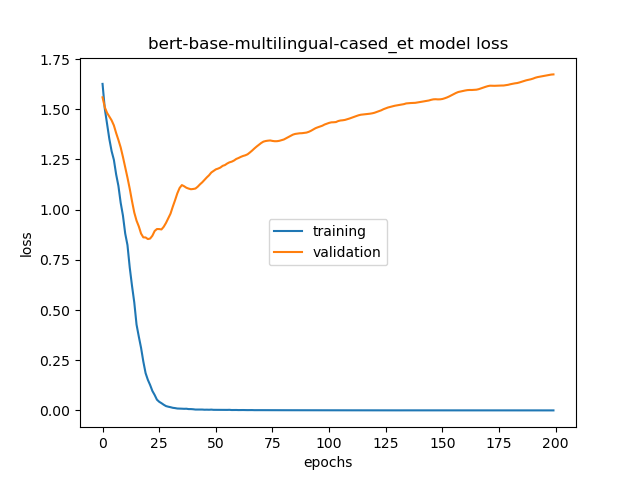 bert-base-multilingual-cased_et model loss
1.75
1.50
1.25
1.00
0.75
0.50
0.25
0.00
loss
training
validation
0 25 50 75 100 125 150 175 200
epochs